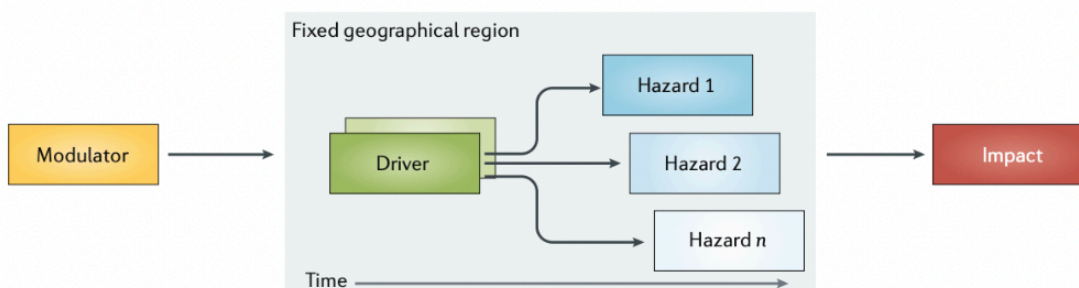 Fixed geographical region
Hazard 1
Modulator
Driver
Hazard 2
Impact
Hazard n
Time